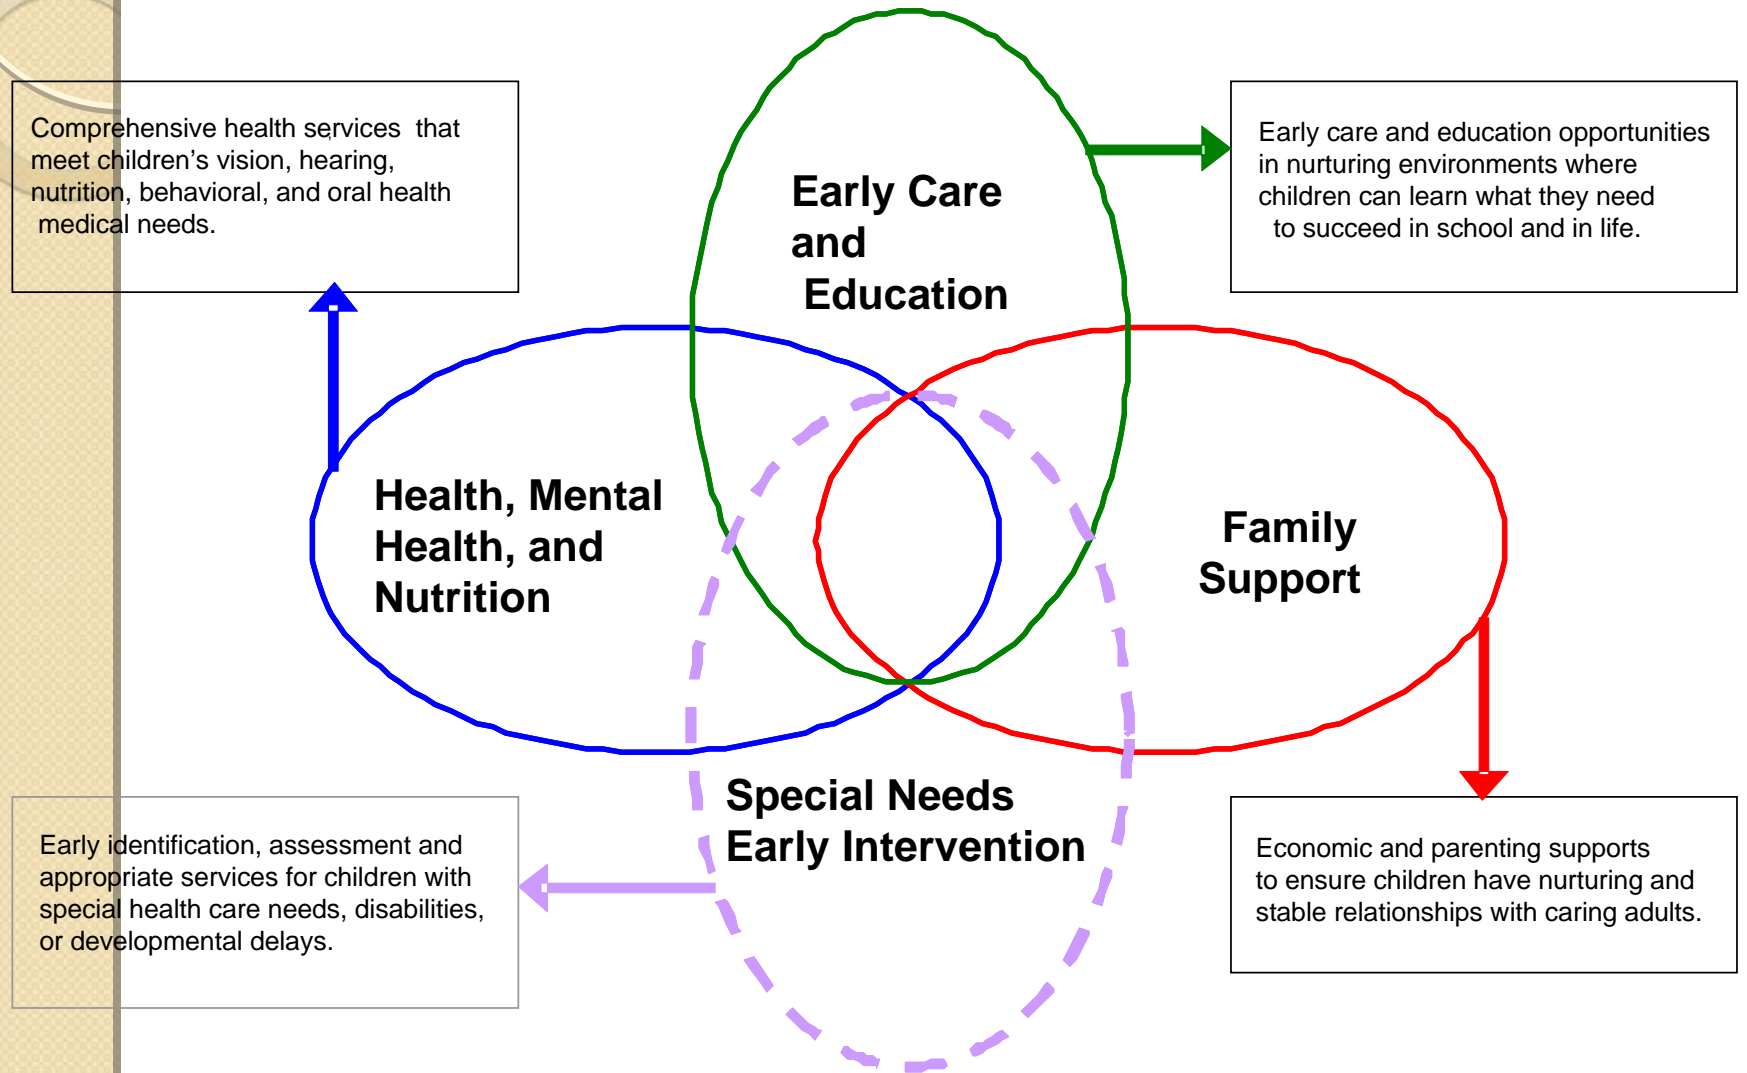 Comprehensive health services that
meet children's vision, hearing,
nutrition, behavioral, and oral health
medical needs.
Early care and education opportunities
in nurturing environments where
children can learn what they need
to succeed in school and in life.
Early Care
and
Education
Health, Mental
Health, and
Nutrition
Family
Support
Special Needs
Early Intervention
Early identification, assessment and
appropriate services for children with
special health care needs, disabilities,
or developmental delays.
Economic and parenting supports
to ensure children have nurturing and
stable relationships with caring adults.